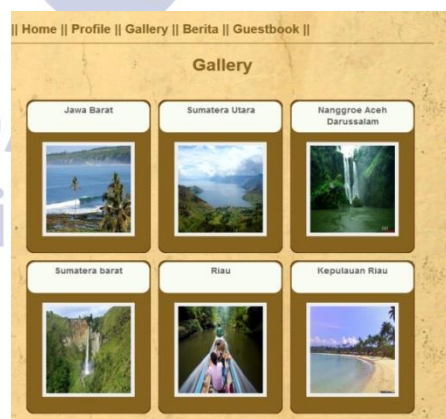 || Home || Profile || Gallery || Berita || Guestbook ||
Gallery
Jawa Barat
Sumatera Utara
Nanggroe Aceh
Darussalam
Sumatera barat
Riau
Kepulauan Riau